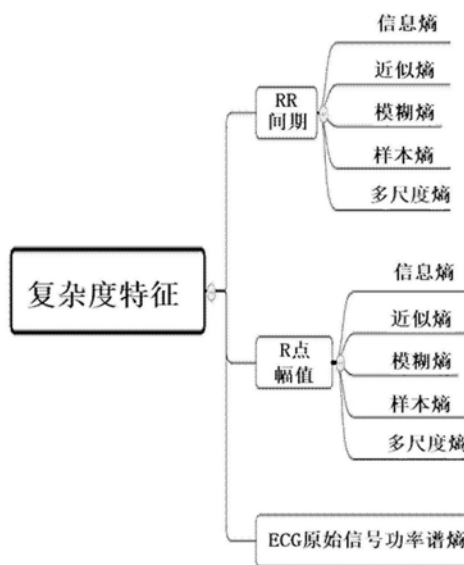 复杂度特征
RR
间期
信息熵
近似熵
模糊熵
样本熵
多尺度熵
R点
幅值
信息熵
近似熵
模糊熵
样本熵
多尺度熵
ECG原始信号功率谱熵